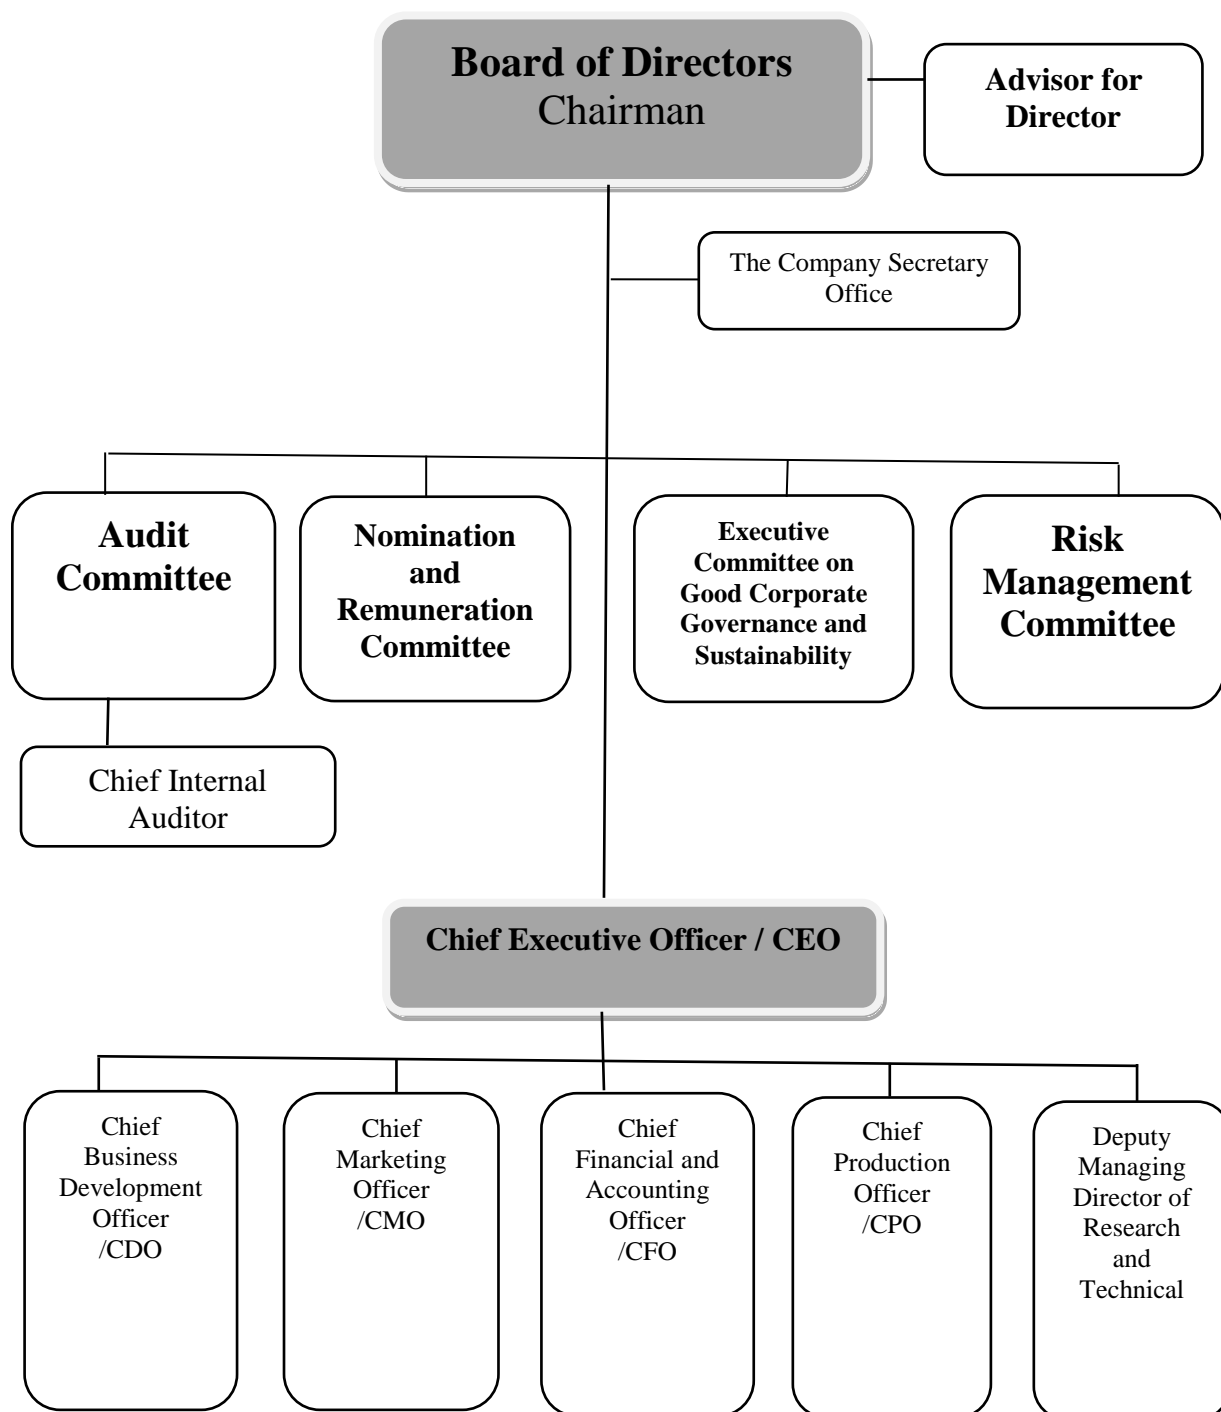 Board of Directors
Chairman
Advisor for
Director
The Company Secretary
Office
Audit
Committee
Nomination
and
Remuneration
Committee
Executive
Committee on
Good Corporate
Governance and
Sustainability
Risk
Management
Committee
Chief Internal
Auditor
Chief Executive Officer / CEO
Chief
Business
Development
Officer
/CDO
Chief
Marketing
Officer
/CMO
Chief
Financial and
Accounting
Officer
/CFO
Chief
Production
Officer
/CPO
Deputy
Managing
Director of
Research
and
Technical